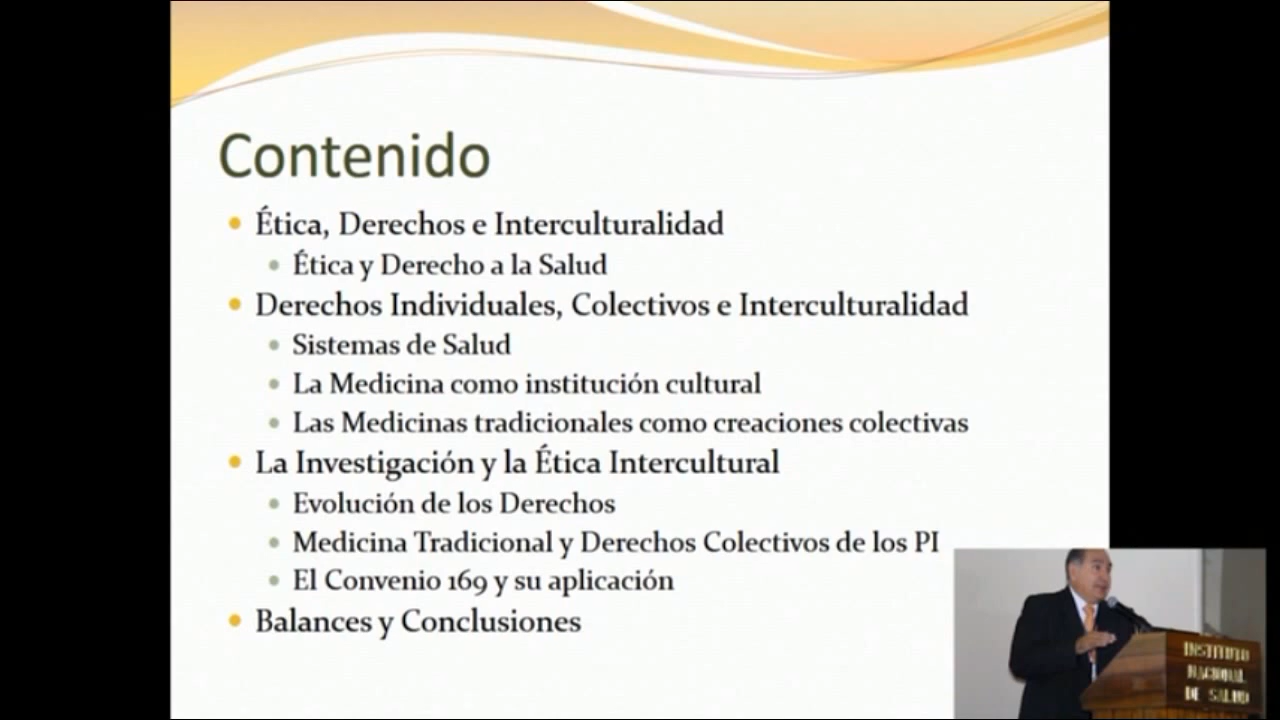 Contenido
Ética, Derechos e Interculturalidad
Ética y Derecho a la Salud
Derechos Individuales, Colectivos e Interculturalidad
Sistemas de Salud
La Medicina como institución cultural
Las Medicinas tradicionales como creaciones colectivas
La Investigación y la Ética Intercultural
Evolución de los Derechos
Medicina Tradicional y Derechos Colectivos de los PI
El Convenio 169 y su aplicación
Balances y Conclusiones
INSTITUTO
NACIONAL
DE SALUD